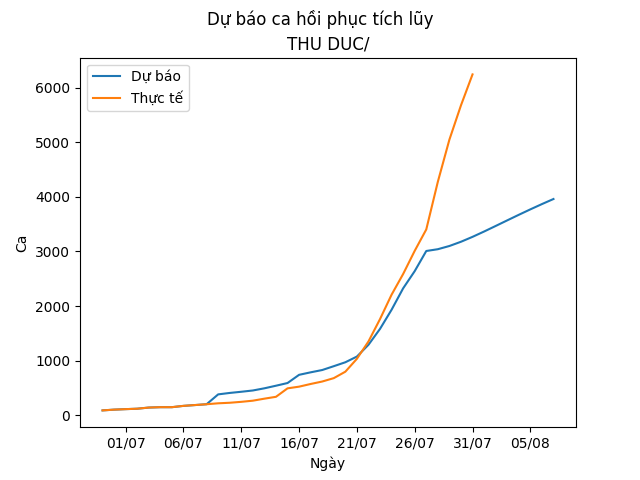 Dự báo ca hồi phục tích lũy
THU DUC/
Dự báo
Thực tế
6000
5000
4000
3000
2000
1000
0
Ca
01/07 06/07 11/07 16/07 21/07 26/07 31/07 05/08
Ngày